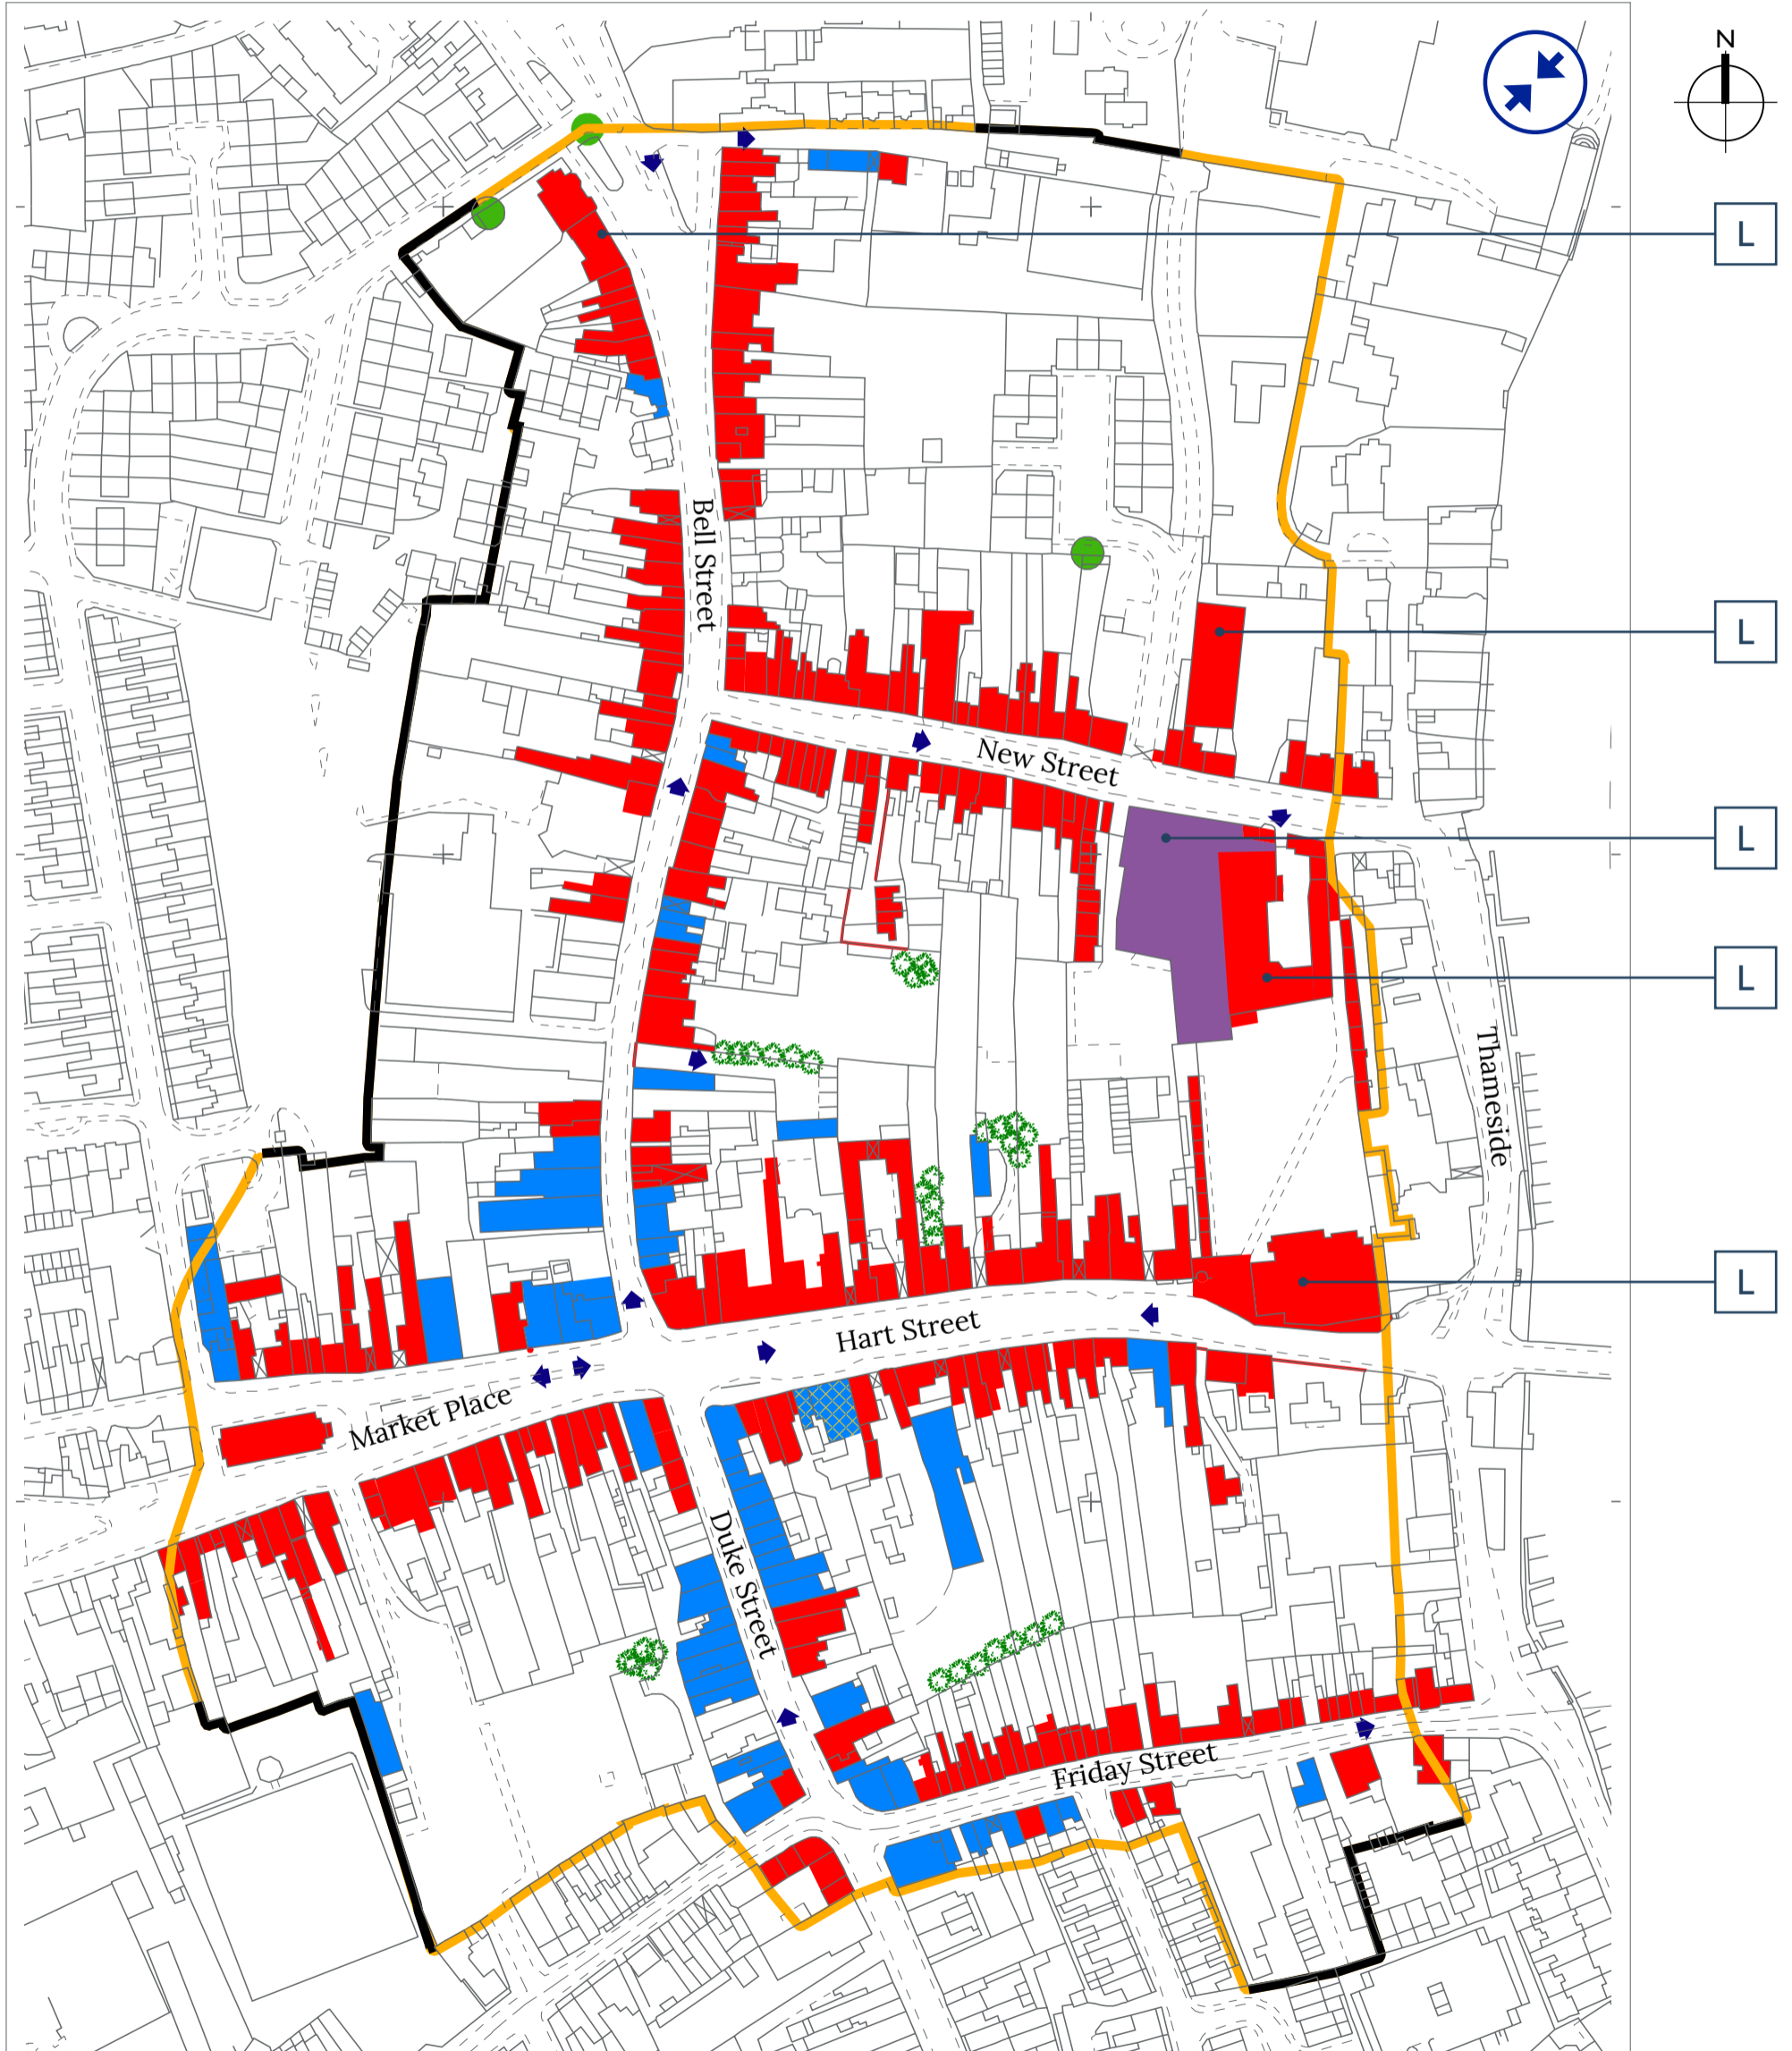 N
L
Bell Street
L
New Street
L
L
Thameside
L
Hart Street
Market Place
Duke Street
Friday Street